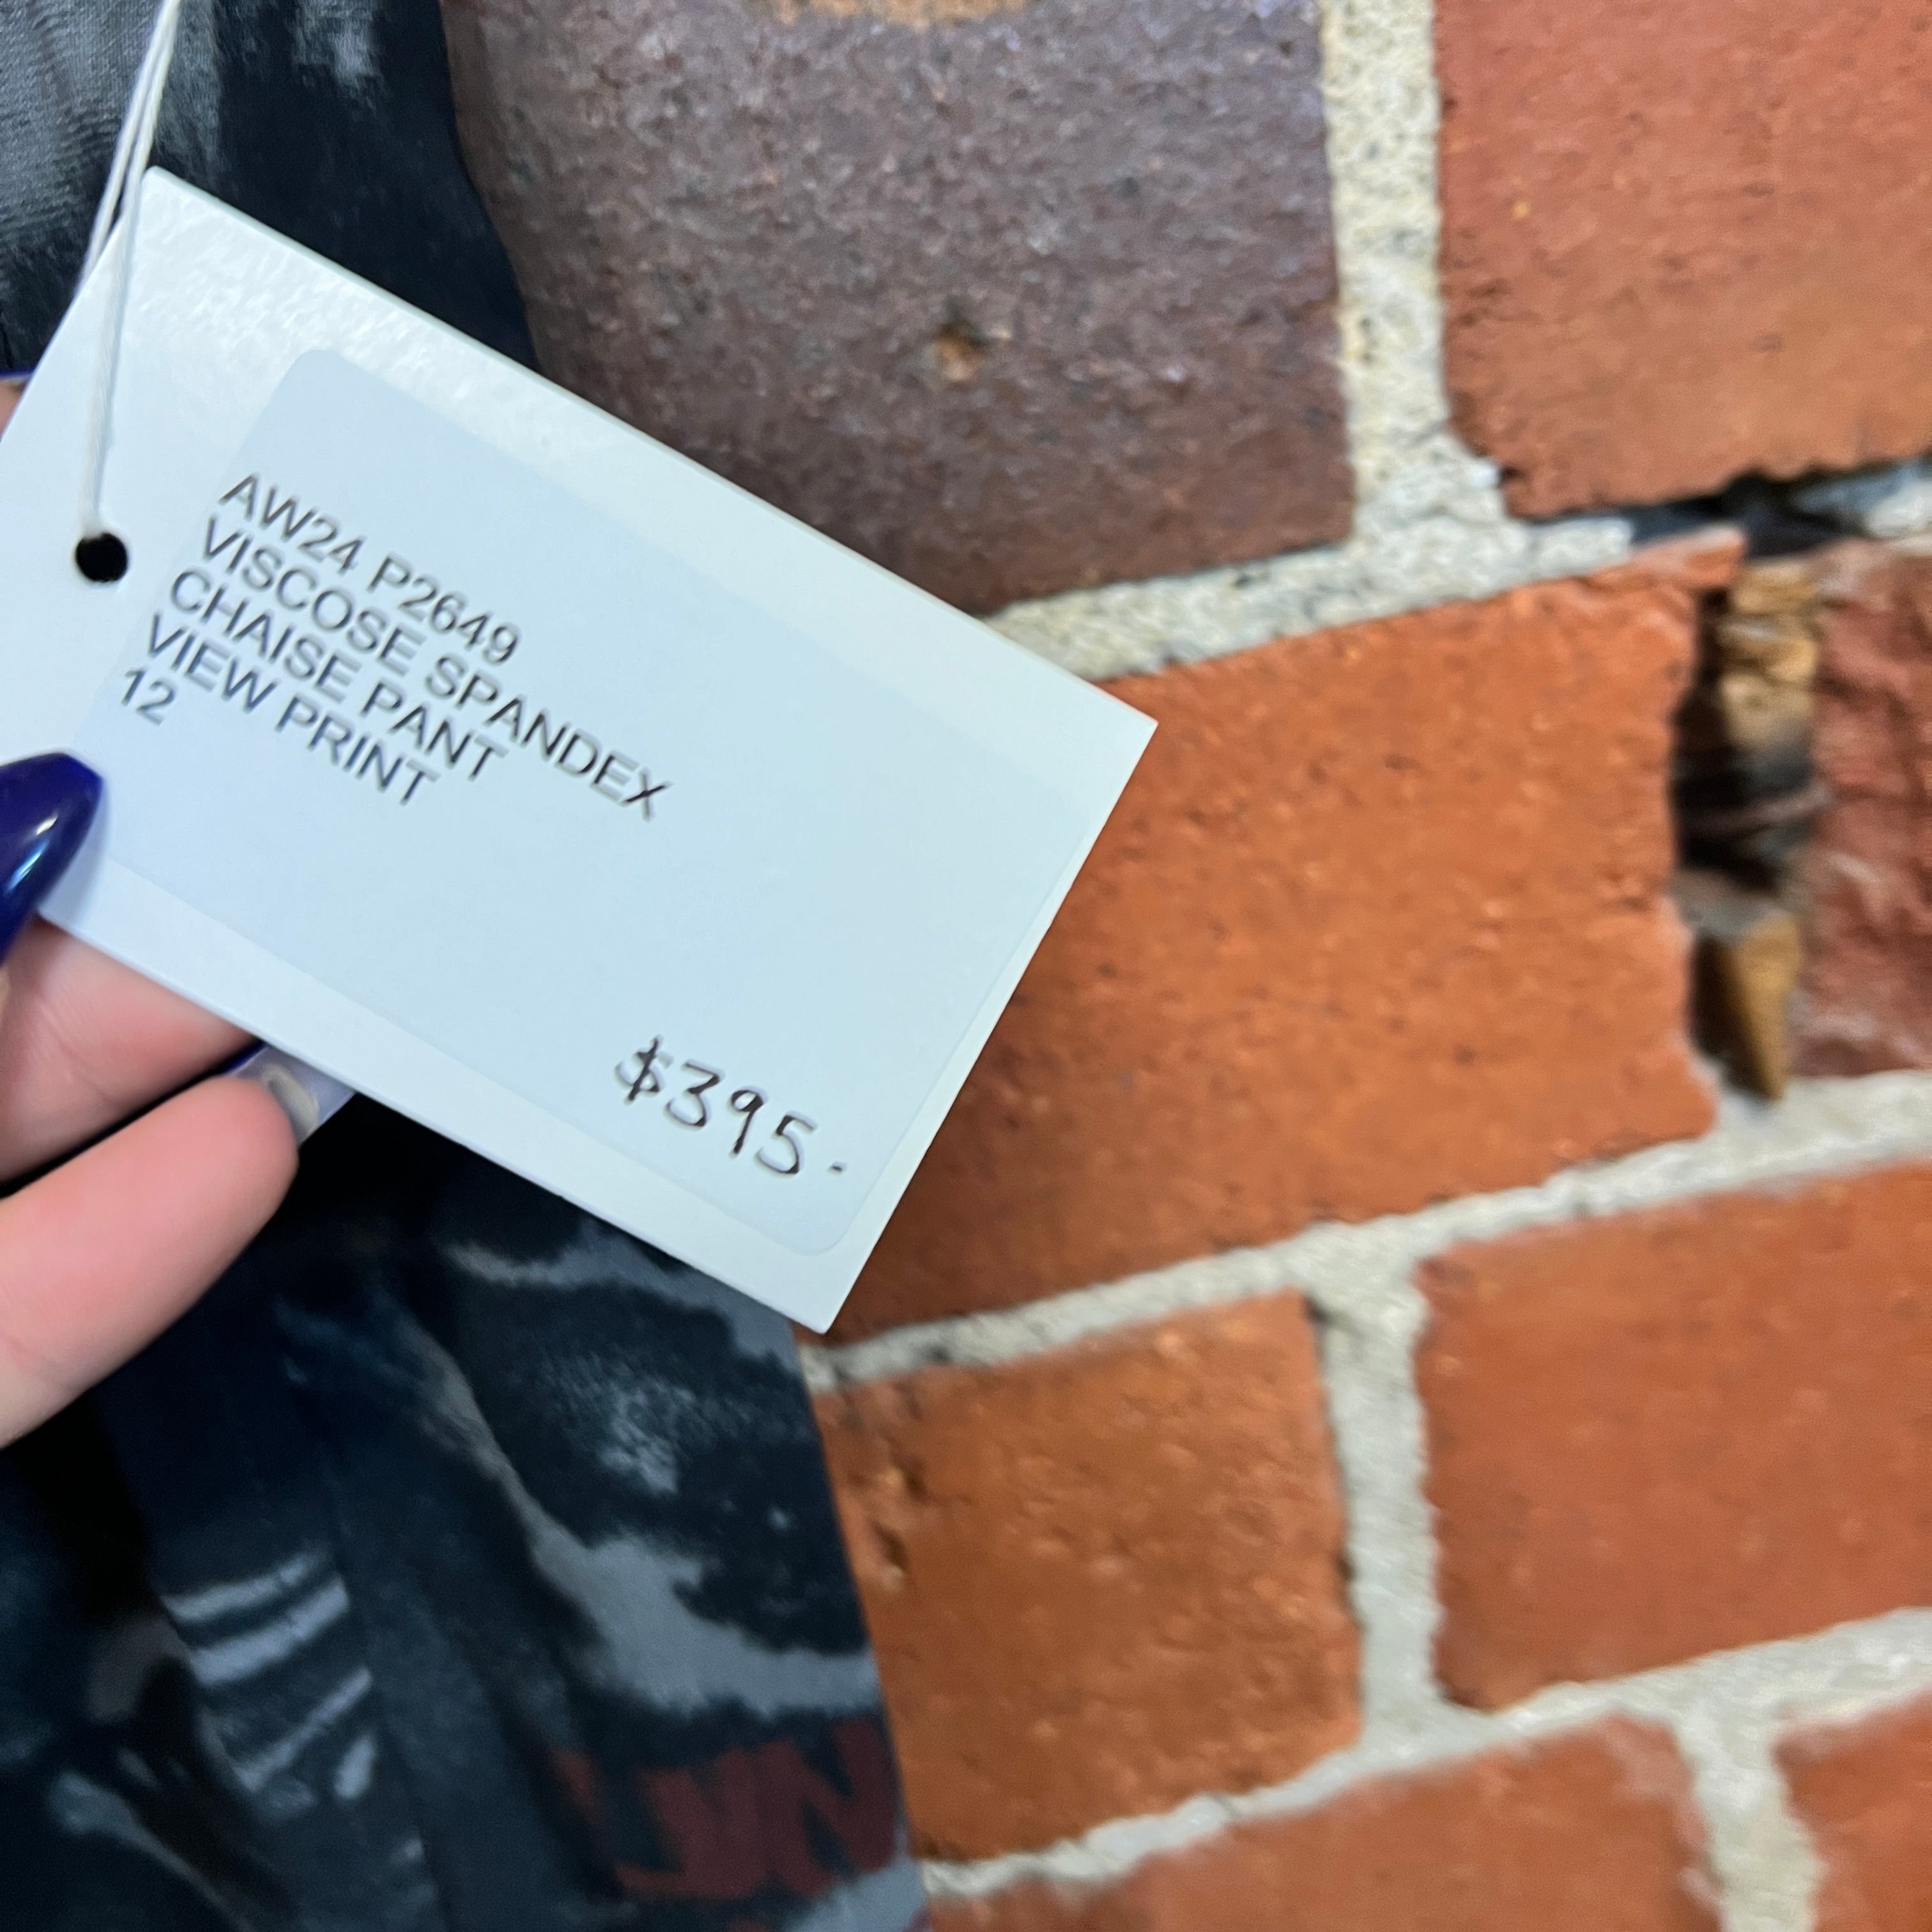 AW24 P2649
VISCOSE SPANDEX
CHAISE PANT
VIEW PRINT
12
$395-